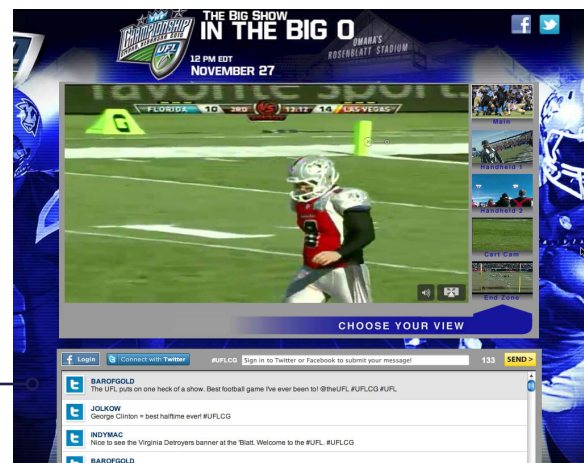 THE BIG SHOW
IN THE BIG O
CHAMPIONSHIP
UFL
OMAHA'S
ROSENBLATT STADIUM
12 PM EDT
NOVEMBER 27
FLORIDA 10 3RD VS 13:12 14 LAS VEGAS
G
Main
Handheld 1
Handheld 2
Cart Cam
End Zone
CHOOSE YOUR VIEW
f Login
Connect with Twitter
#UFLCG
Sign in to Twitter or Facebook to submit your message!
133
SEND >
BAROFGOLD
The UFL puts on one heck of a show. Best football game I've ever been to! @theUFL #UFLCG #UFL
JOLKOW
George Clinton = best halftime ever! #UFLCG
INDYMAC
Nice to see the Virginia Detroyers banner at the 'Blatt. Welcome to the #UFL. #UFLCG
BAROFGOLD